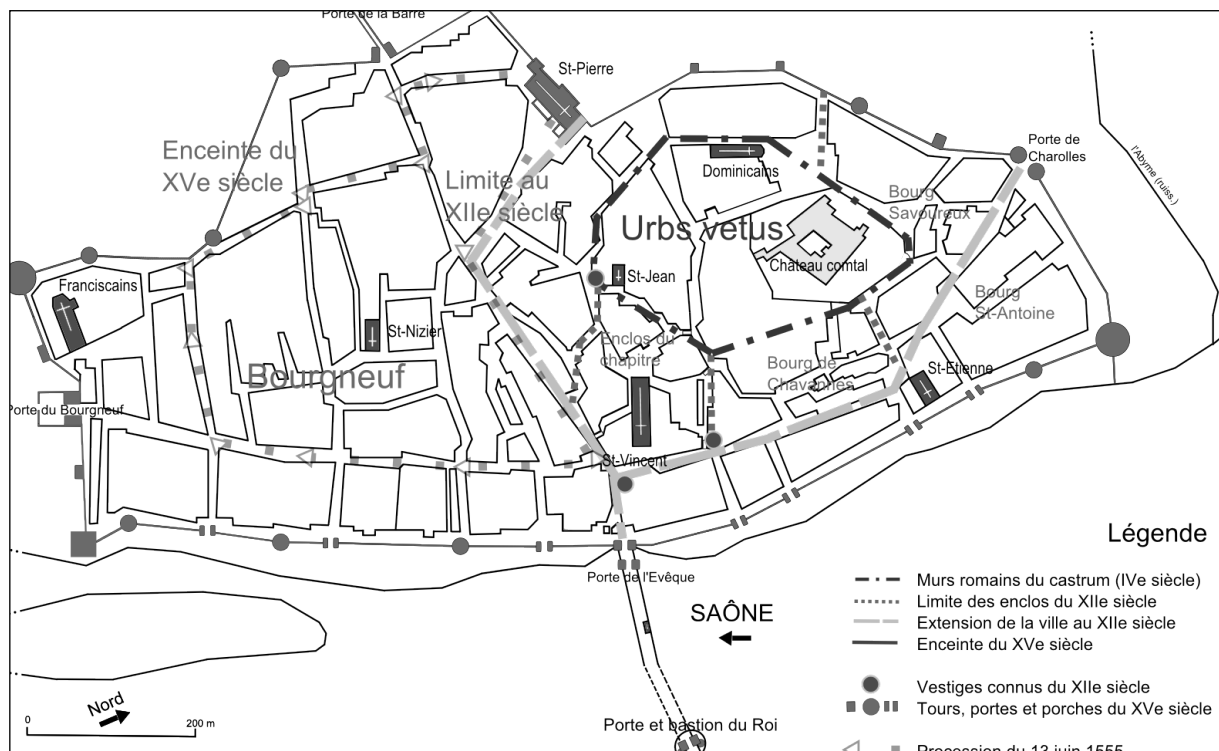 Porte de la Barre
St-Pierre
Enceinte du
XVe siècle
Limite au
XIIe siècle
Dominicains
Porte de
Charolles
l'Abyme (ruiss.)
Bourg
Savoureux
Urbs vetus
Château comtal
St-Jean
Franciscains
St-Nizier
Bourg
St-Antoine
Enclos du
chapitre
Bourg de
Chavannes
St-Etienne
Bourgneuf
Porte du Bourgneuf
St-Vincent
Porte de l'Evêque
SAÔNE
Nord
0 200 m
Porte et bastion du Roi
Légende
Murs romains du castrum (IVe siècle)
Limite des enclos du XIIe siècle
Extension de la ville au XIIe siècle
Enceinte du XVe siècle
Vestiges connus du XIIe siècle
Tours, portes et porches du XVe siècle
Procession du 13 juin 1555